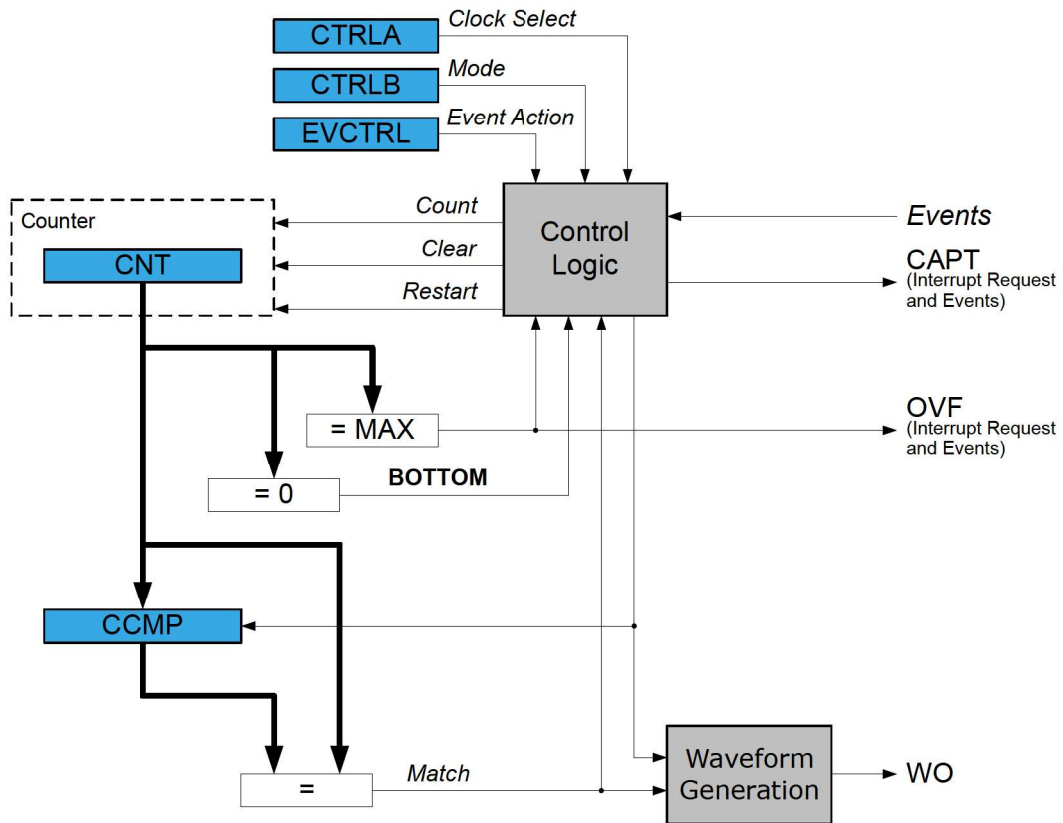 CTRLA
Clock Select
CTRLB
Mode
EVCTRL
Event Action
Counter
CNT
Count
Clear
Restart
Control
Logic
Events
CAPT
(Interrupt Request
and Events)
= MAX
OVF
(Interrupt Request
and Events)
= 0
BOTTOM
CCMP
=
Match
Waveform
Generation
WO